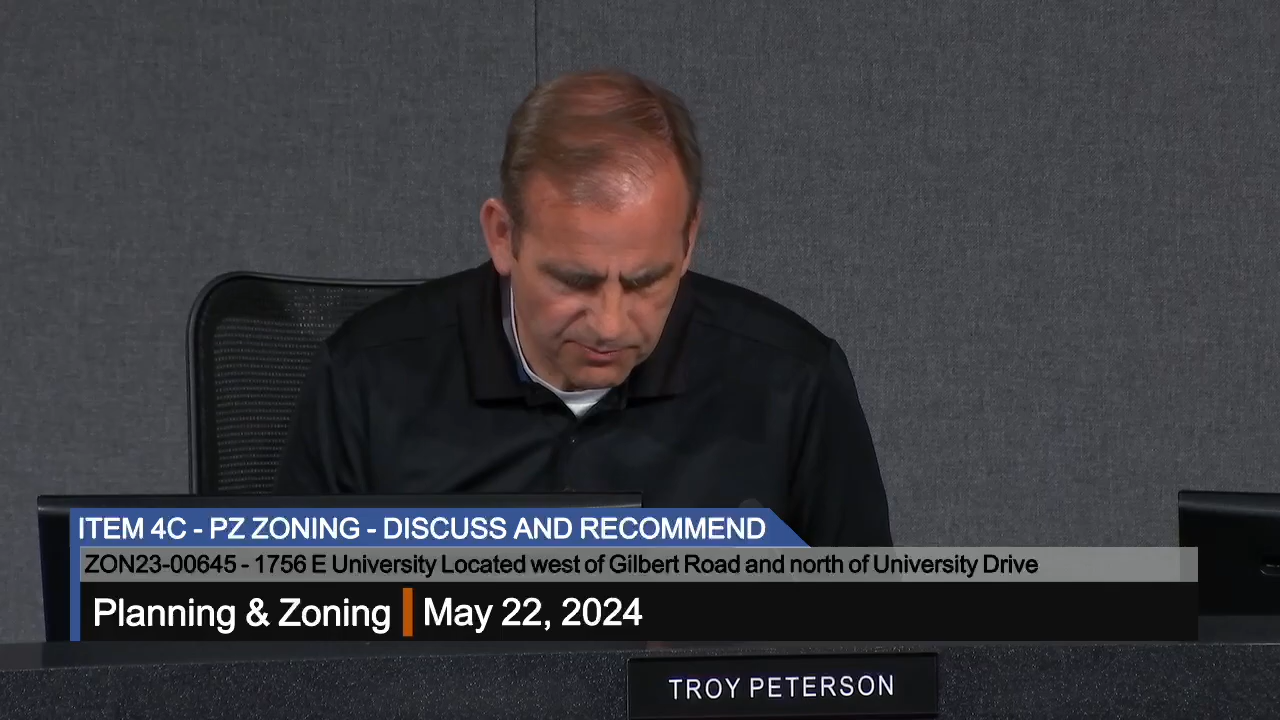 ITEM 4C - PZ ZONING - DISCUSS AND RECOMMEND
ZON23-00645 - 1756 E University Located west of Gilbert Road and north of University Drive
Planning & Zoning | May 22, 2024
TROY PETERSON